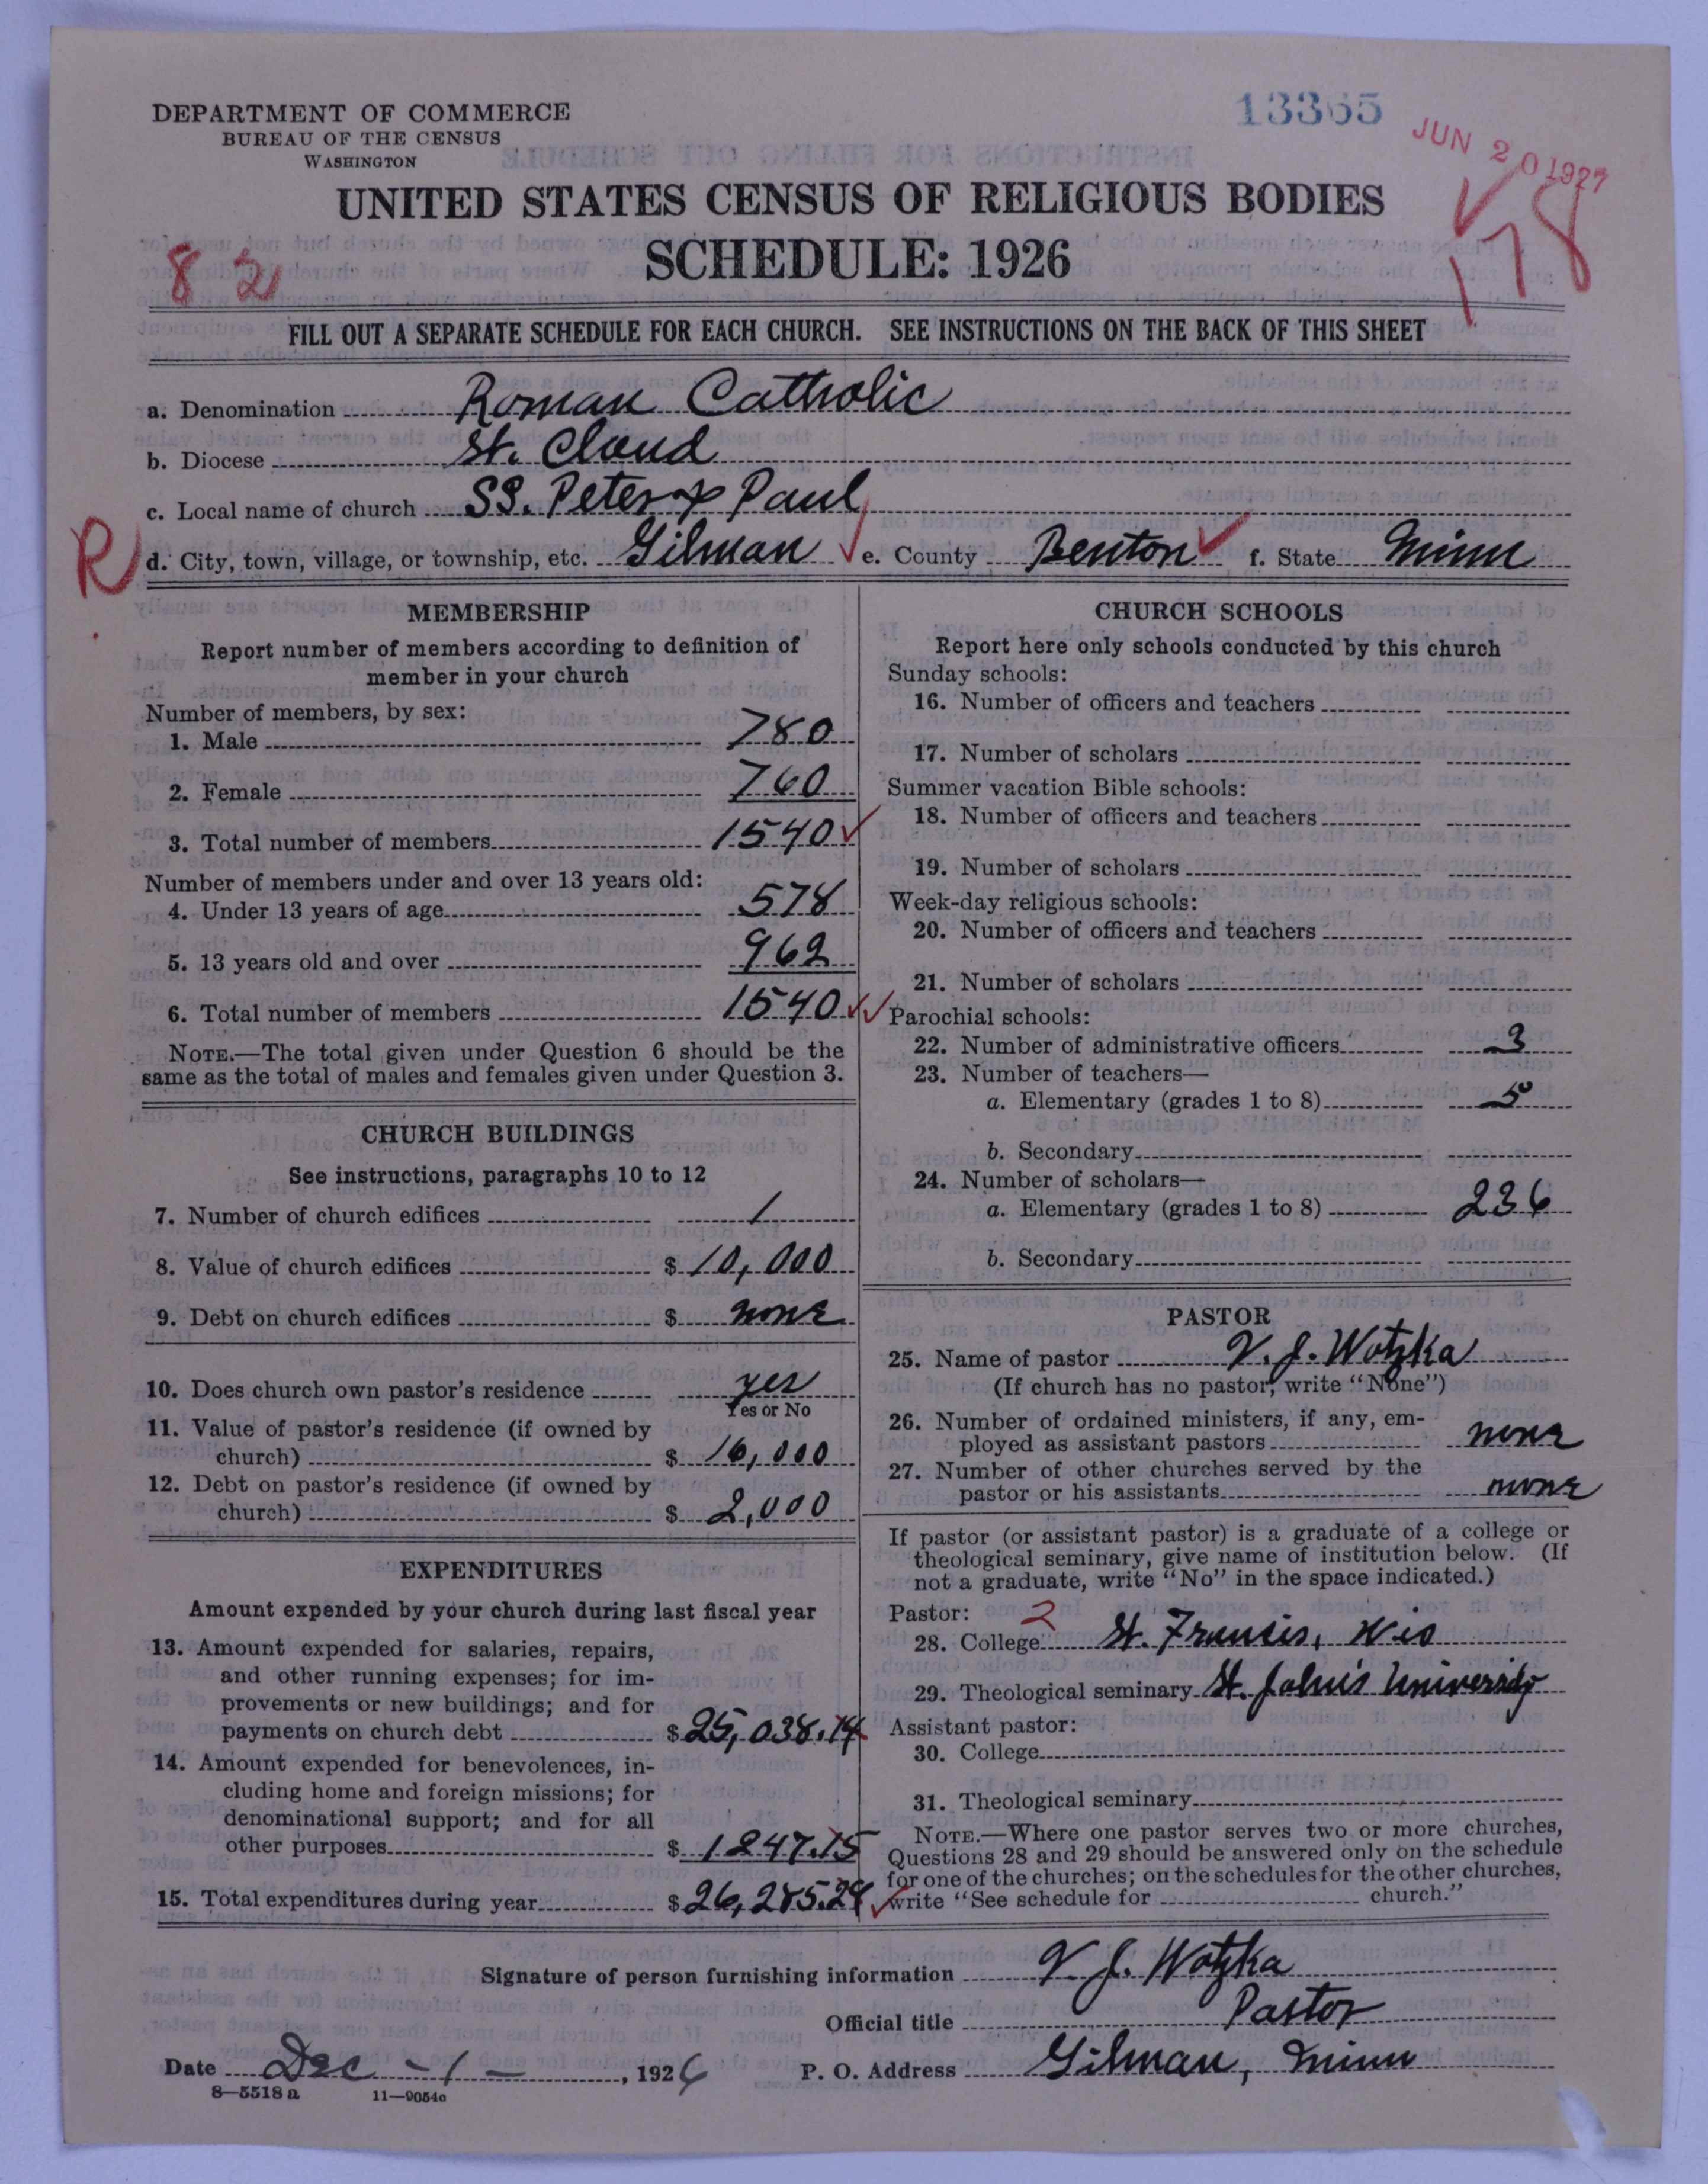 DEPARTMENT OF COMMERCE
BUREAU OF THE CENSUS
WASHINGTON
13365
JUN 20 1927
UNITED STATES CENSUS OF RELIGIOUS BODIES
SCHEDULE: 1926
82
178
FILL OUT A SEPARATE SCHEDULE FOR EACH CHURCH. SEE INSTRUCTIONS ON THE BACK OF THIS SHEET
a. Denomination Roman Catholic
b. Diocese St. Cloud
c. Local name of church SS. Peter & Paul
R
d. City, town, village, or township, etc. Gilman e. County Benton f. State Minn
MEMBERSHIP
Report number of members according to definition of
member in your church
Number of members, by sex:
1. Male 780
2. Female 760
3. Total number of members 1540
Number of members under and over 13 years old:
4. Under 13 years of age 578
5. 13 years old and over 962
6. Total number of members 1540
NOTE.—The total given under Question 6 should be the
same as the total of males and females given under Question 3.
CHURCH BUILDINGS
See instructions, paragraphs 10 to 12
7. Number of church edifices 1
8. Value of church edifices $ 10,000
9. Debt on church edifices $ none
10. Does church own pastor's residence yes
Yes or No
11. Value of pastor's residence (if owned by
church) $ 16,000
12. Debt on pastor's residence (if owned by
church) $ 2,000
EXPENDITURES
Amount expended by your church during last fiscal year
13. Amount expended for salaries, repairs,
and other running expenses; for im-
provements or new buildings; and for
payments on church debt $ 25,038.14
14. Amount expended for benevolences, in-
cluding home and foreign missions; for
denominational support; and for all
other purposes $ 1247.15
15. Total expenditures during year $ 26,285.29
CHURCH SCHOOLS
Report here only schools conducted by this church
Sunday schools:
16. Number of officers and teachers
17. Number of scholars
Summer vacation Bible schools:
18. Number of officers and teachers
19. Number of scholars
Week-day religious schools:
20. Number of officers and teachers
21. Number of scholars
Parochial schools:
22. Number of administrative officers 3
23. Number of teachers—
a. Elementary (grades 1 to 8) 5
b. Secondary
24. Number of scholars—
a. Elementary (grades 1 to 8) 236
b. Secondary
PASTOR
25. Name of pastor V. J. Wotzka
(If church has no pastor, write "None")
26. Number of ordained ministers, if any, em-
ployed as assistant pastors none
27. Number of other churches served by the
pastor or his assistants none
If pastor (or assistant pastor) is a graduate of a college or
theological seminary, give name of institution below. (If
not a graduate, write "No" in the space indicated.)
Pastor: 2
28. College St. Francis, Wis
29. Theological seminary St. John's University
Assistant pastor:
30. College
31. Theological seminary
NOTE.—Where one pastor serves two or more churches,
Questions 28 and 29 should be answered only on the schedule
for one of the churches; on the schedules for the other churches,
write "See schedule for church."
Signature of person furnishing information V. J. Wotzka
Official title Pastor
Date Dec - 1 - , 1926 P. O. Address Gilman, Minn
8—5518 a 11—9054o